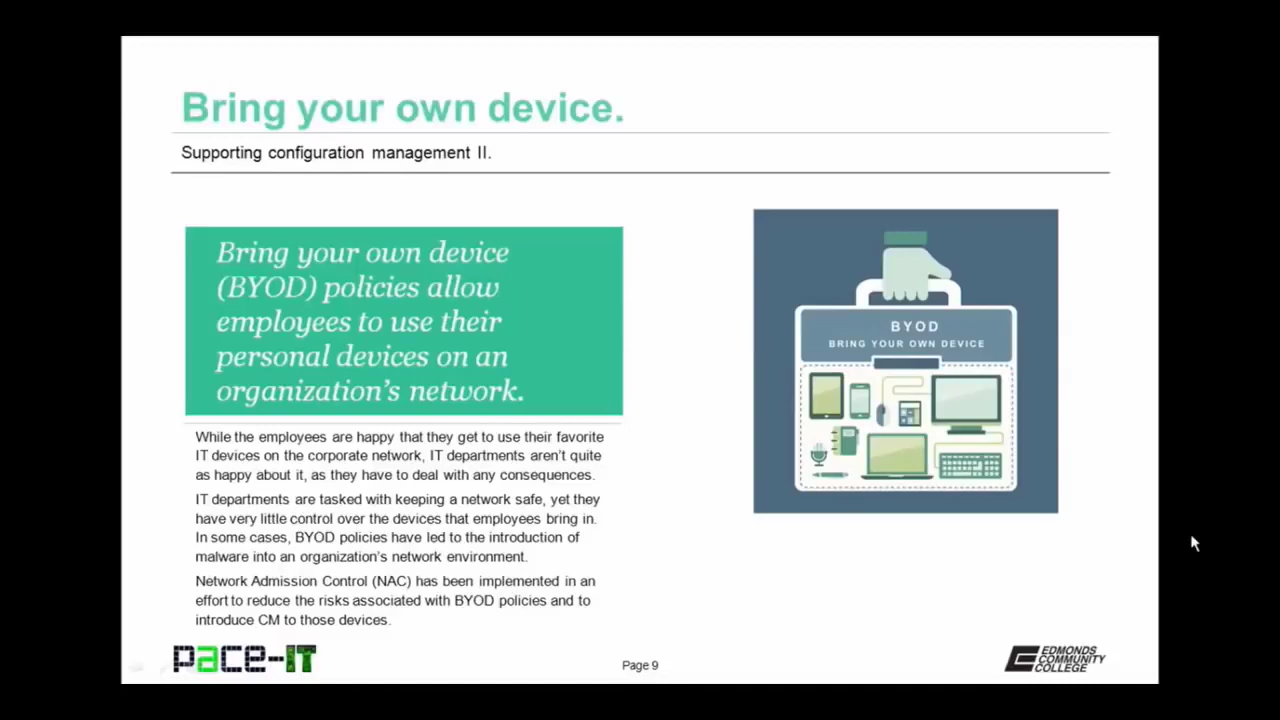 Bring your own device.
Supporting configuration management II.
Bring your own device
(BYOD) policies allow
employees to use their
personal devices on an
organization's network.
While the employees are happy that they get to use their favorite
IT devices on the corporate network, IT departments aren't quite
as happy about it, as they have to deal with any consequences.
IT departments are tasked with keeping a network safe, yet they
have very little control over the devices that employees bring in.
In some cases, BYOD policies have led to the introduction of
malware into an organization's network environment.
Network Admission Control (NAC) has been implemented in an
effort to reduce the risks associated with BYOD policies and to
introduce CM to those devices.
BYOD
BRING YOUR OWN DEVICE
pace-IT
Page 9
EDMONDS
COMMUNITY
COLLEGE